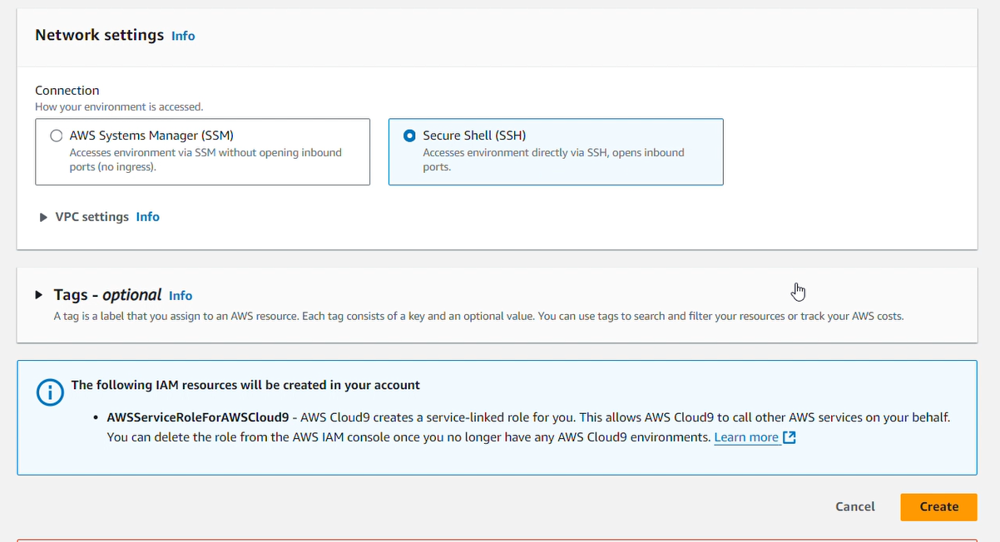 Network settings Info
Connection
How your environment is accessed.
AWS Systems Manager (SSM)
Accesses environment via SSM without opening inbound
ports (no ingress).
Secure Shell (SSH)
Accesses environment directly via SSH, opens inbound
ports.
VPC settings Info
Tags - optional Info
A tag is a label that you assign to an AWS resource. Each tag consists of a key and an optional value. You can use tags to search and filter your resources or track your AWS costs.
The following IAM resources will be created in your account
• AWSServiceRoleForAWSCloud9 - AWS Cloud9 creates a service-linked role for you. This allows AWS Cloud9 to call other AWS services on your behalf.
You can delete the role from the AWS IAM console once you no longer have any AWS Cloud9 environments. Learn more
Cancel
Create